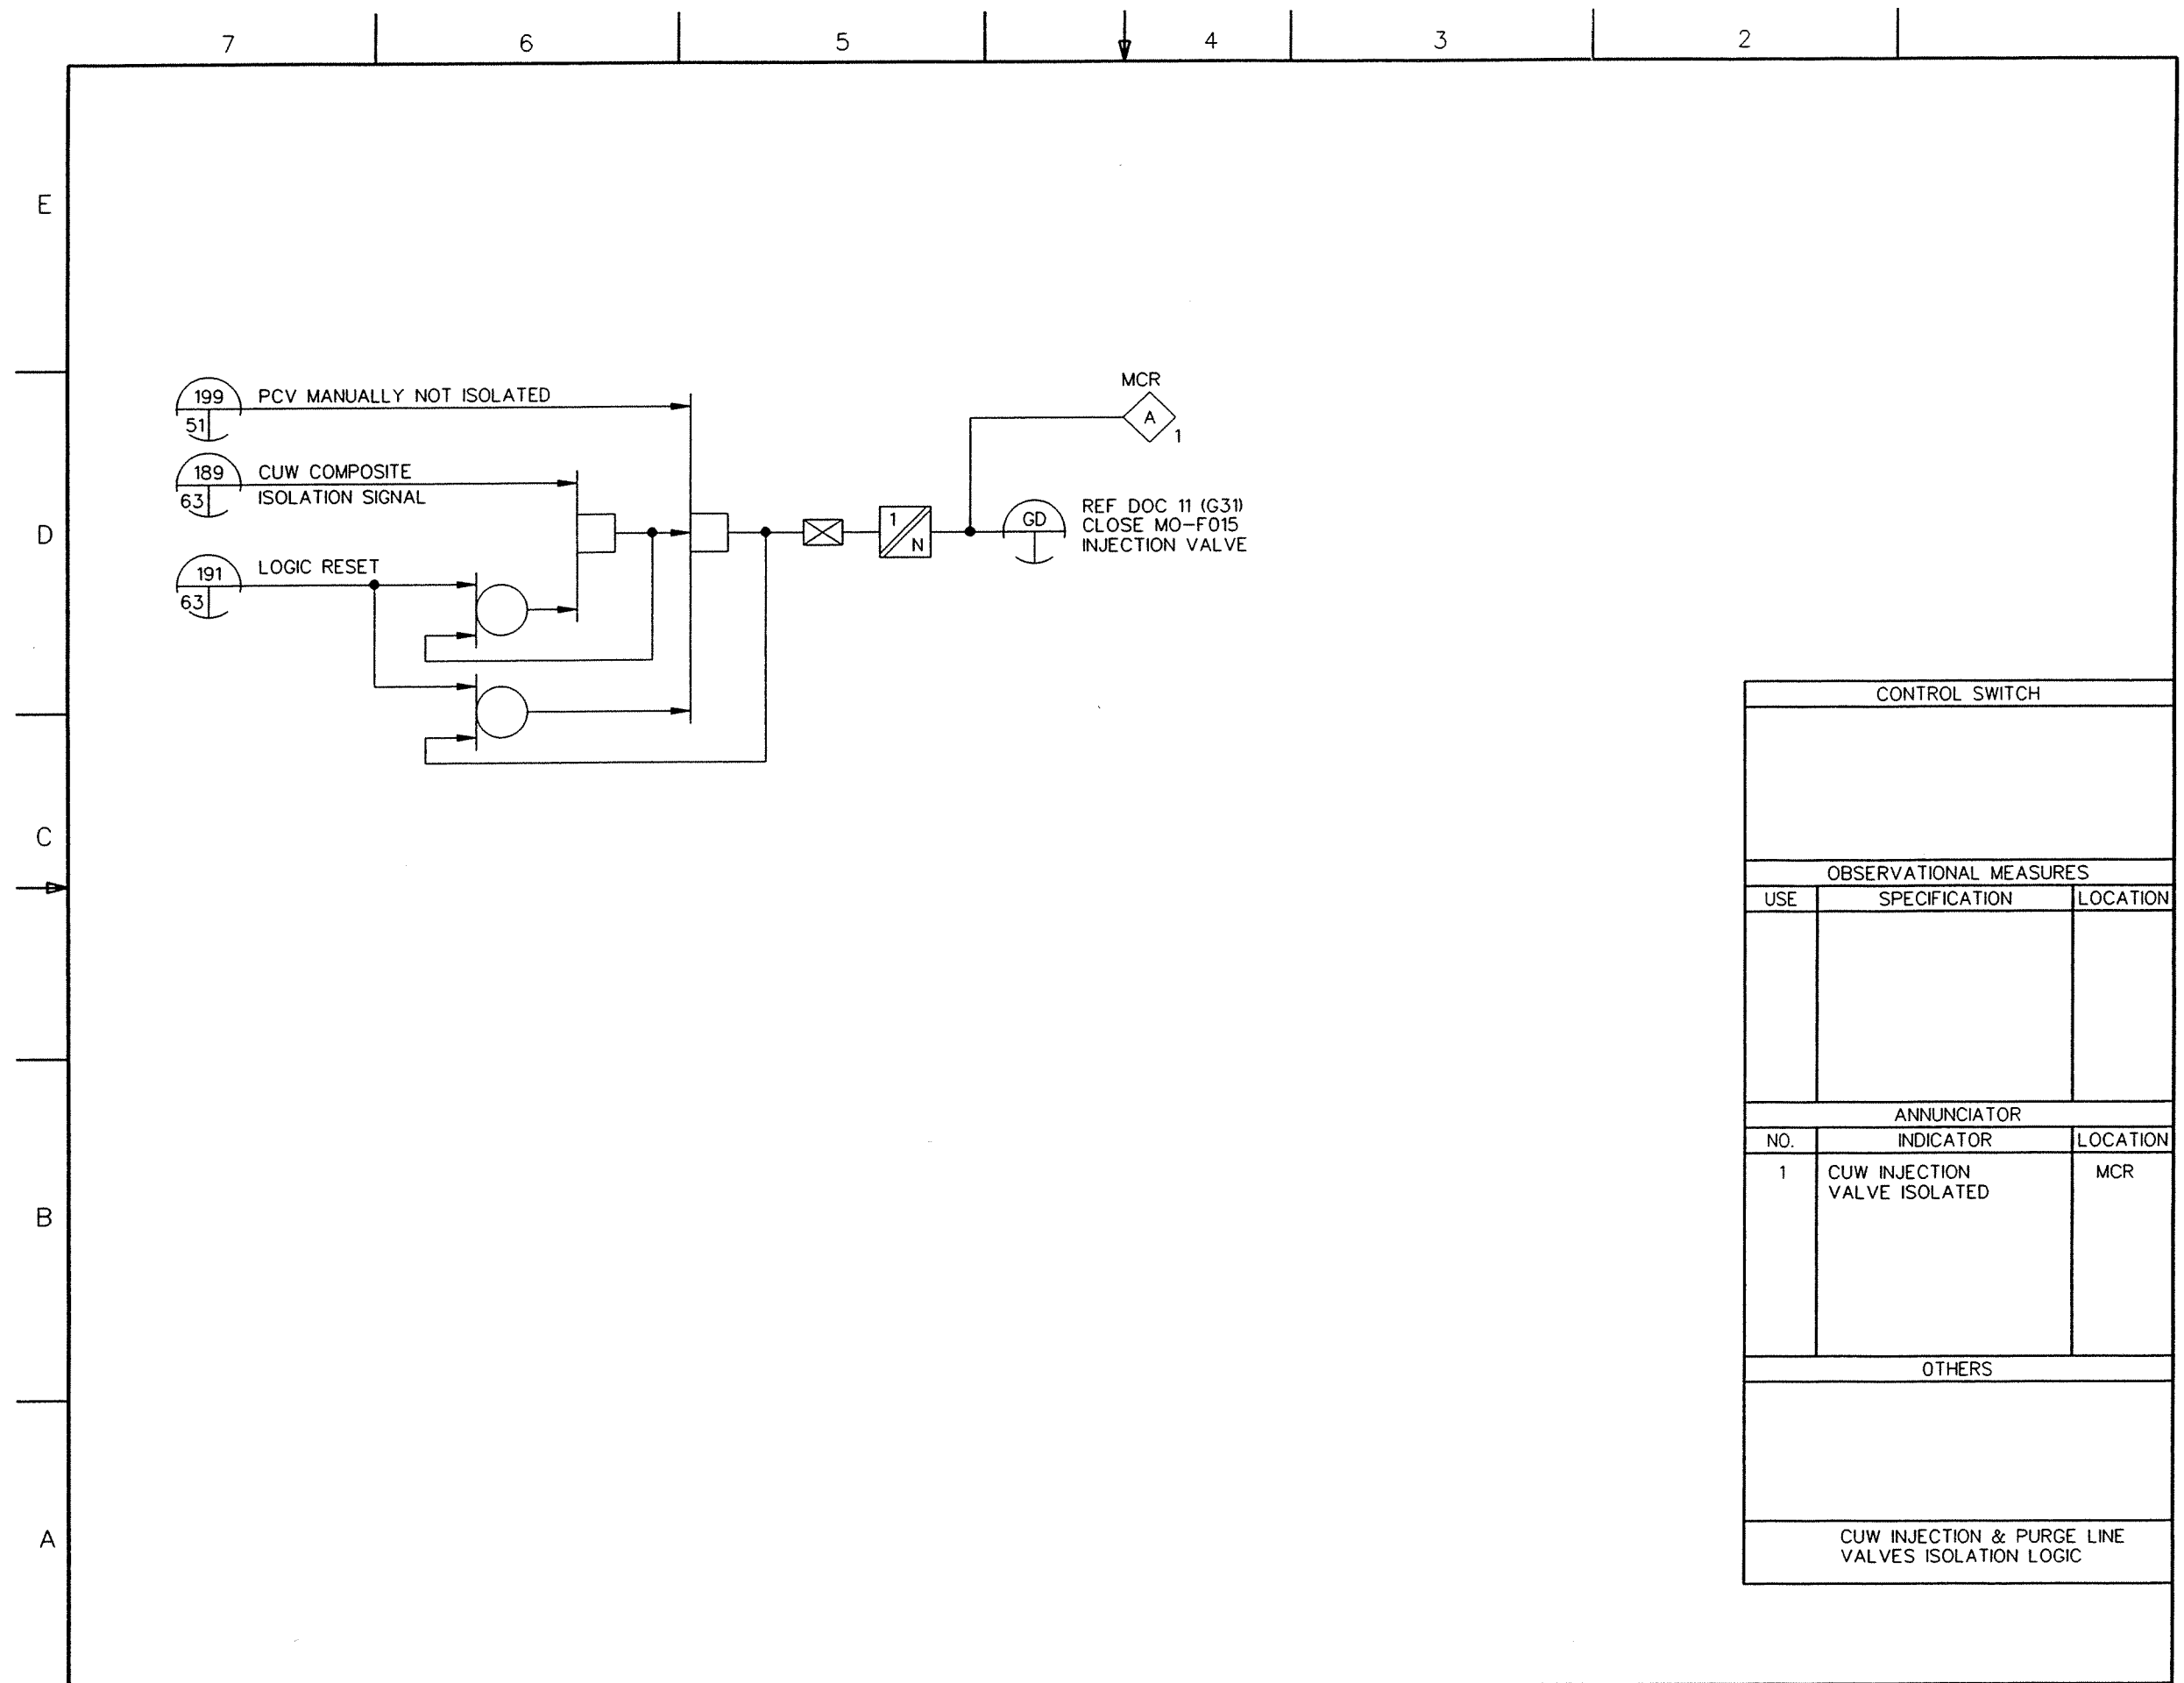 7 6 5 4 3 2
E
D
C
B
A
199
51
PCV MANUALLY NOT ISOLATED
189
63
CUW COMPOSITE
ISOLATION SIGNAL
191
63
LOGIC RESET
MCR
A
1
1
N
GD
REF DOC 11 (G31)
CLOSE MO-F015
INJECTION VALVE
CONTROL SWITCH
OBSERVATIONAL MEASURES
USE SPECIFICATION LOCATION
ANNUNCIATOR
NO. INDICATOR LOCATION
1 CUW INJECTION MCR
VALVE ISOLATED
OTHERS
CUW INJECTION & PURGE LINE
VALVES ISOLATION LOGIC